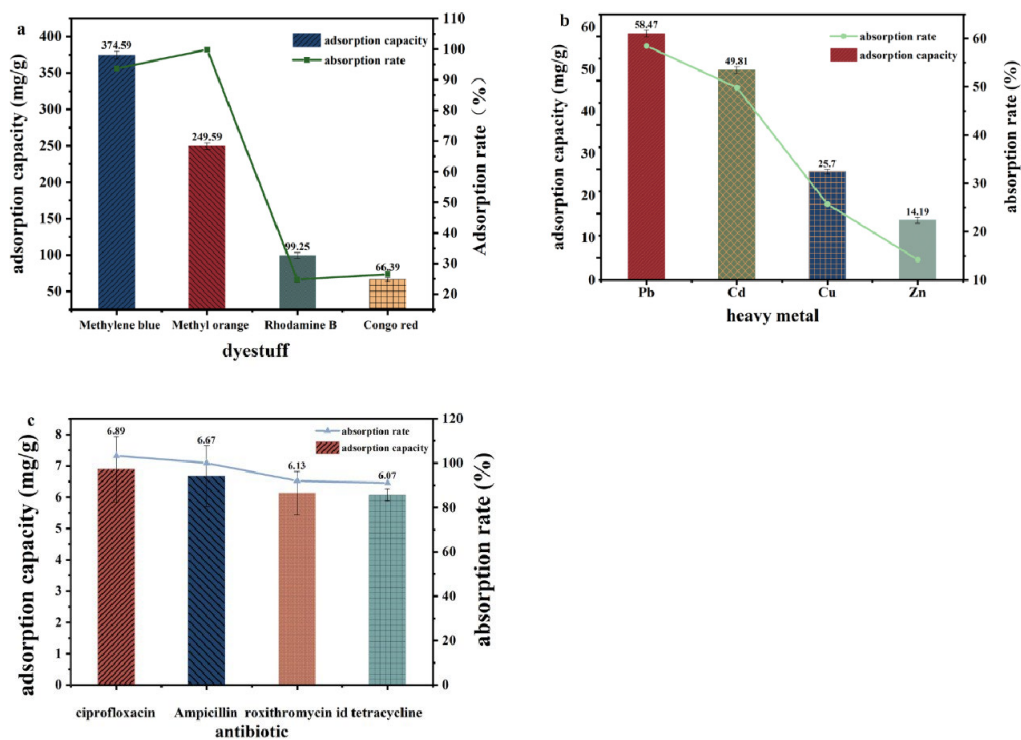 a
400
350
300
250
200
150
100
50
adsorption capacity (mg/g)
374.59
249.59
99.25
66.39
adsorption capacity
absorption rate
110
100
90
80
70
60
50
40
30
20
Adsorption rate (%)
Methylene blue Methyl orange Rhodamine B Congo red
dyestuff
b
60
50
40
30
20
10
0
adsorption capacity (mg/g)
58.47
49.81
25.7
14.19
absorption rate
adsorption capacity
60
50
40
30
20
10
absorption rate (%)
Pb Cd Cu Zn
heavy metal
c
8
7
6
5
4
3
2
1
0
adsorption capacity (mg/g)
6.89
6.67
6.13
6.07
absorption rate
adsorption capacity
120
100
80
60
40
20
0
absorption rate (%)
ciprofloxacin Ampicillin roxithromycin id tetracycline
antibiotic